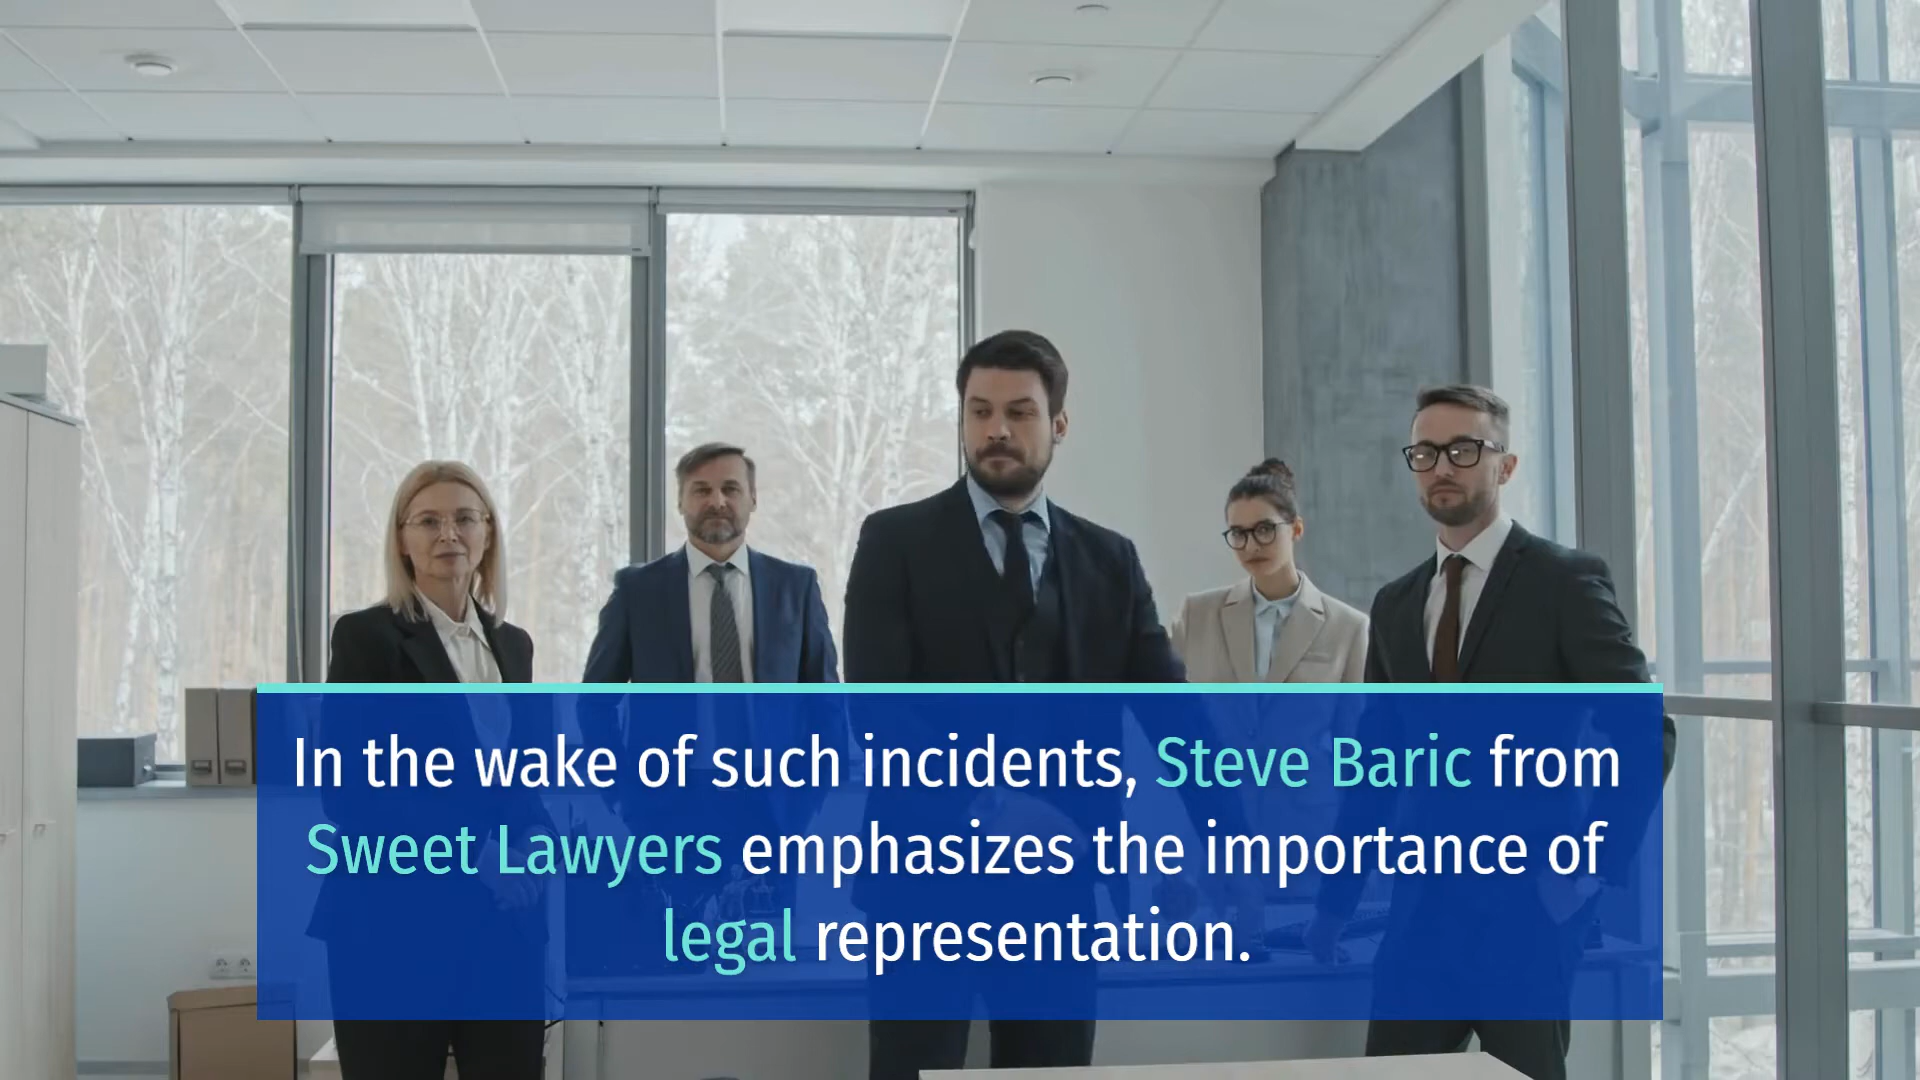 In the wake of such incidents, Steve Baric from
Sweet Lawyers emphasizes the importance of
legal representation.